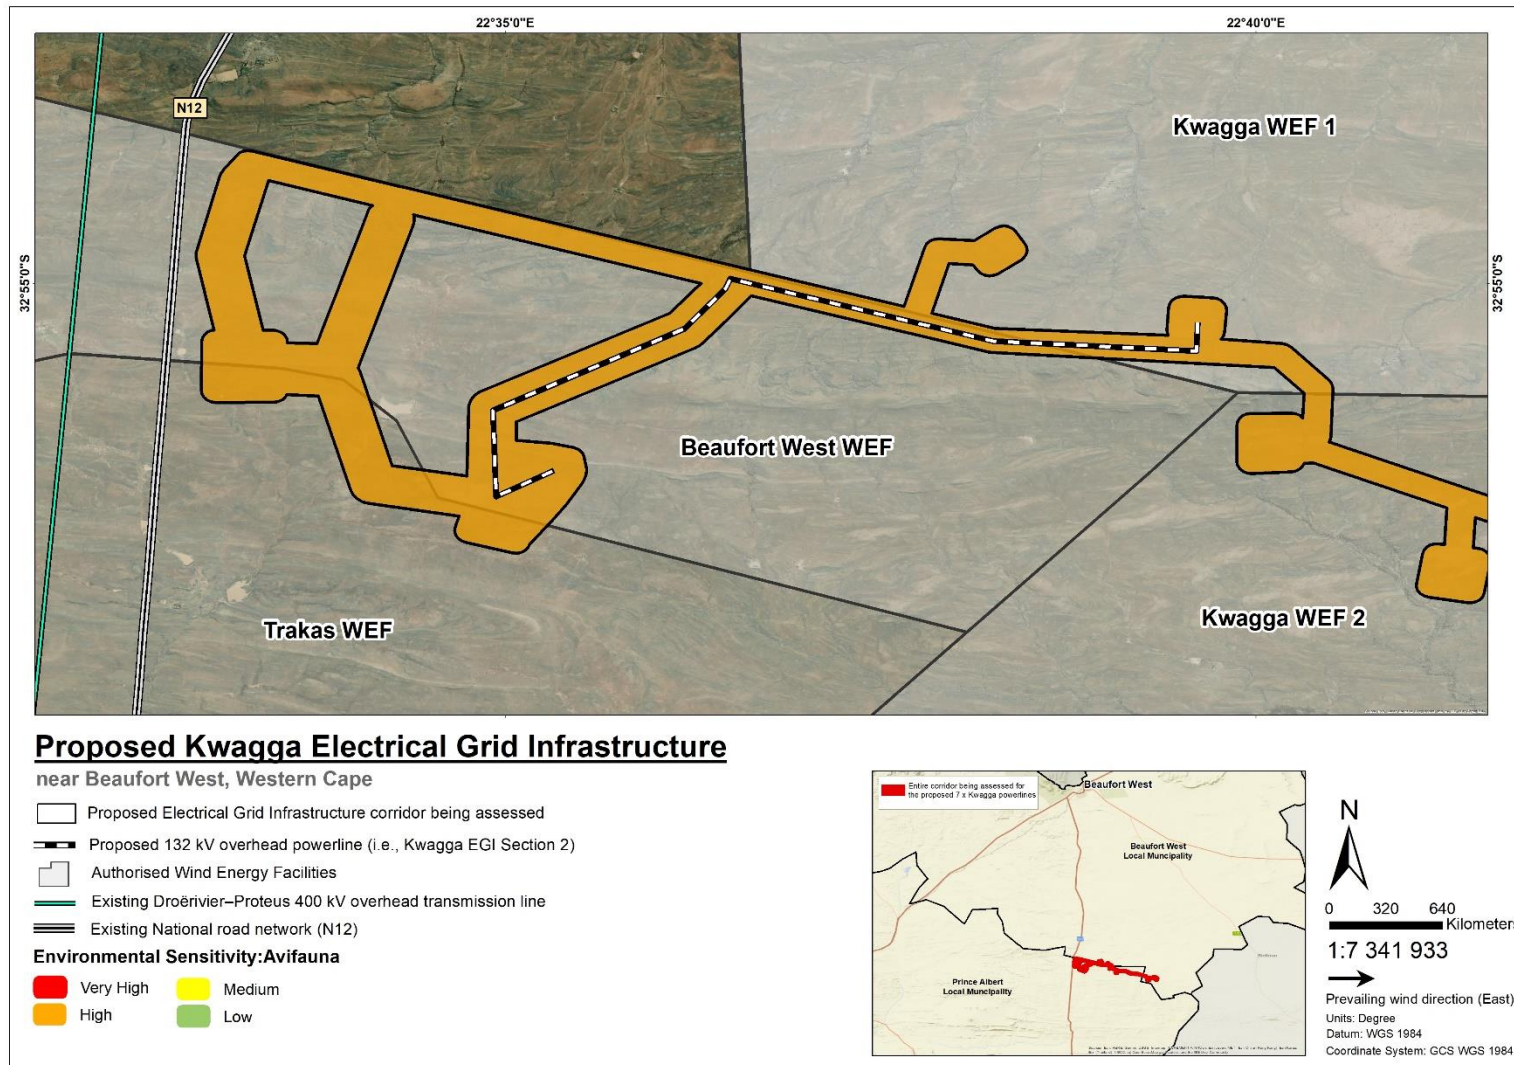 22°35'0"E
22°40'0"E
N12
Kwagga WEF 1
32°55'0"S
32°55'0"S
Beaufort West WEF
Trakas WEF
Kwagga WEF 2
Proposed Kwagga Electrical Grid Infrastructure
near Beaufort West, Western Cape
Proposed Electrical Grid Infrastructure corridor being assessed
Proposed 132 kV overhead powerline (i.e., Kwagga EGI Section 2)
Authorised Wind Energy Facilities
Existing Droërivier–Proteus 400 kV overhead transmission line
Existing National road network (N12)
Environmental Sensitivity:Avifauna
Very High
Medium
High
Low
Entire corridor being assessed for
the proposed 7 x Kwagga powerlines
Beaufort West
Beaufort West
Local Muncipality
Prince Albert
Local Muncipality
N
0 320 640
Kilometers
1:7 341 933
Prevailing wind direction (East)
Units: Degree
Datum: WGS 1984
Coordinate System: GCS WGS 1984